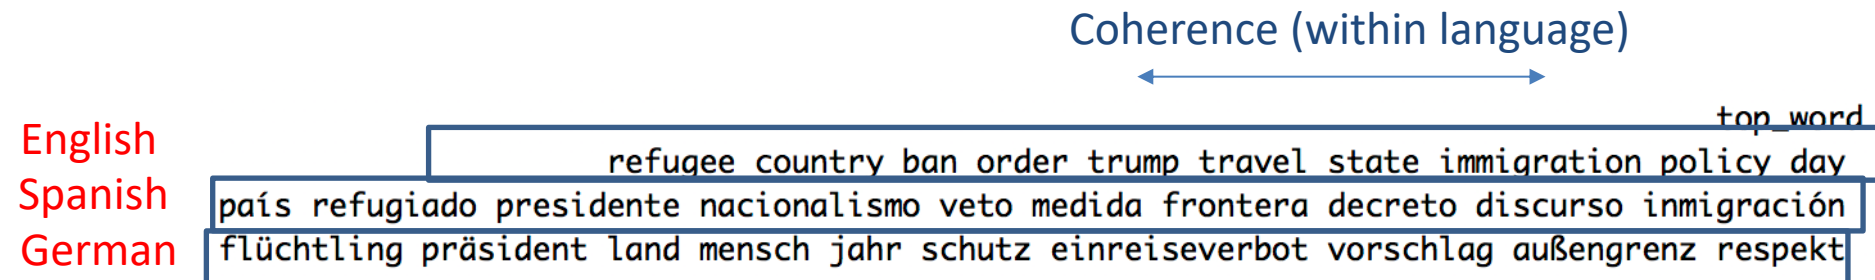 Coherence (within language)
top_word
English
refugee country ban order trump travel state immigration policy day
Spanish
país refugiado presidente nacionalismo veto medida frontera decreto discurso inmigración
German
flüchtling präsident land mensch jahr schutz einreiseverbot vorschlag außengrenz respekt